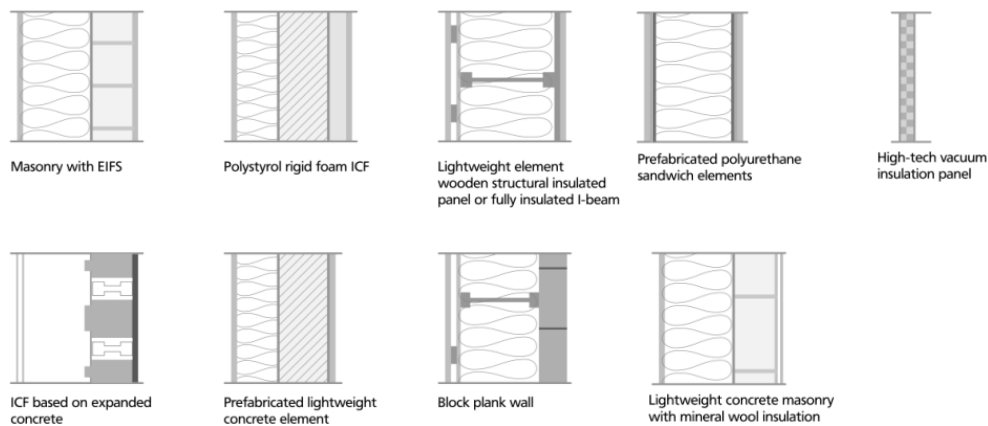 Masonry with EIFS
Polystyrol rigid foam ICF
Lightweight element
wooden structural insulated
panel or fully insulated I-beam
Prefabricated polyurethane
sandwich elements
High-tech vacuum
insulation panel
ICF based on expanded
concrete
Prefabricated lightweight
concrete element
Block plank wall
Lightweight concrete masonry
with mineral wool insulation